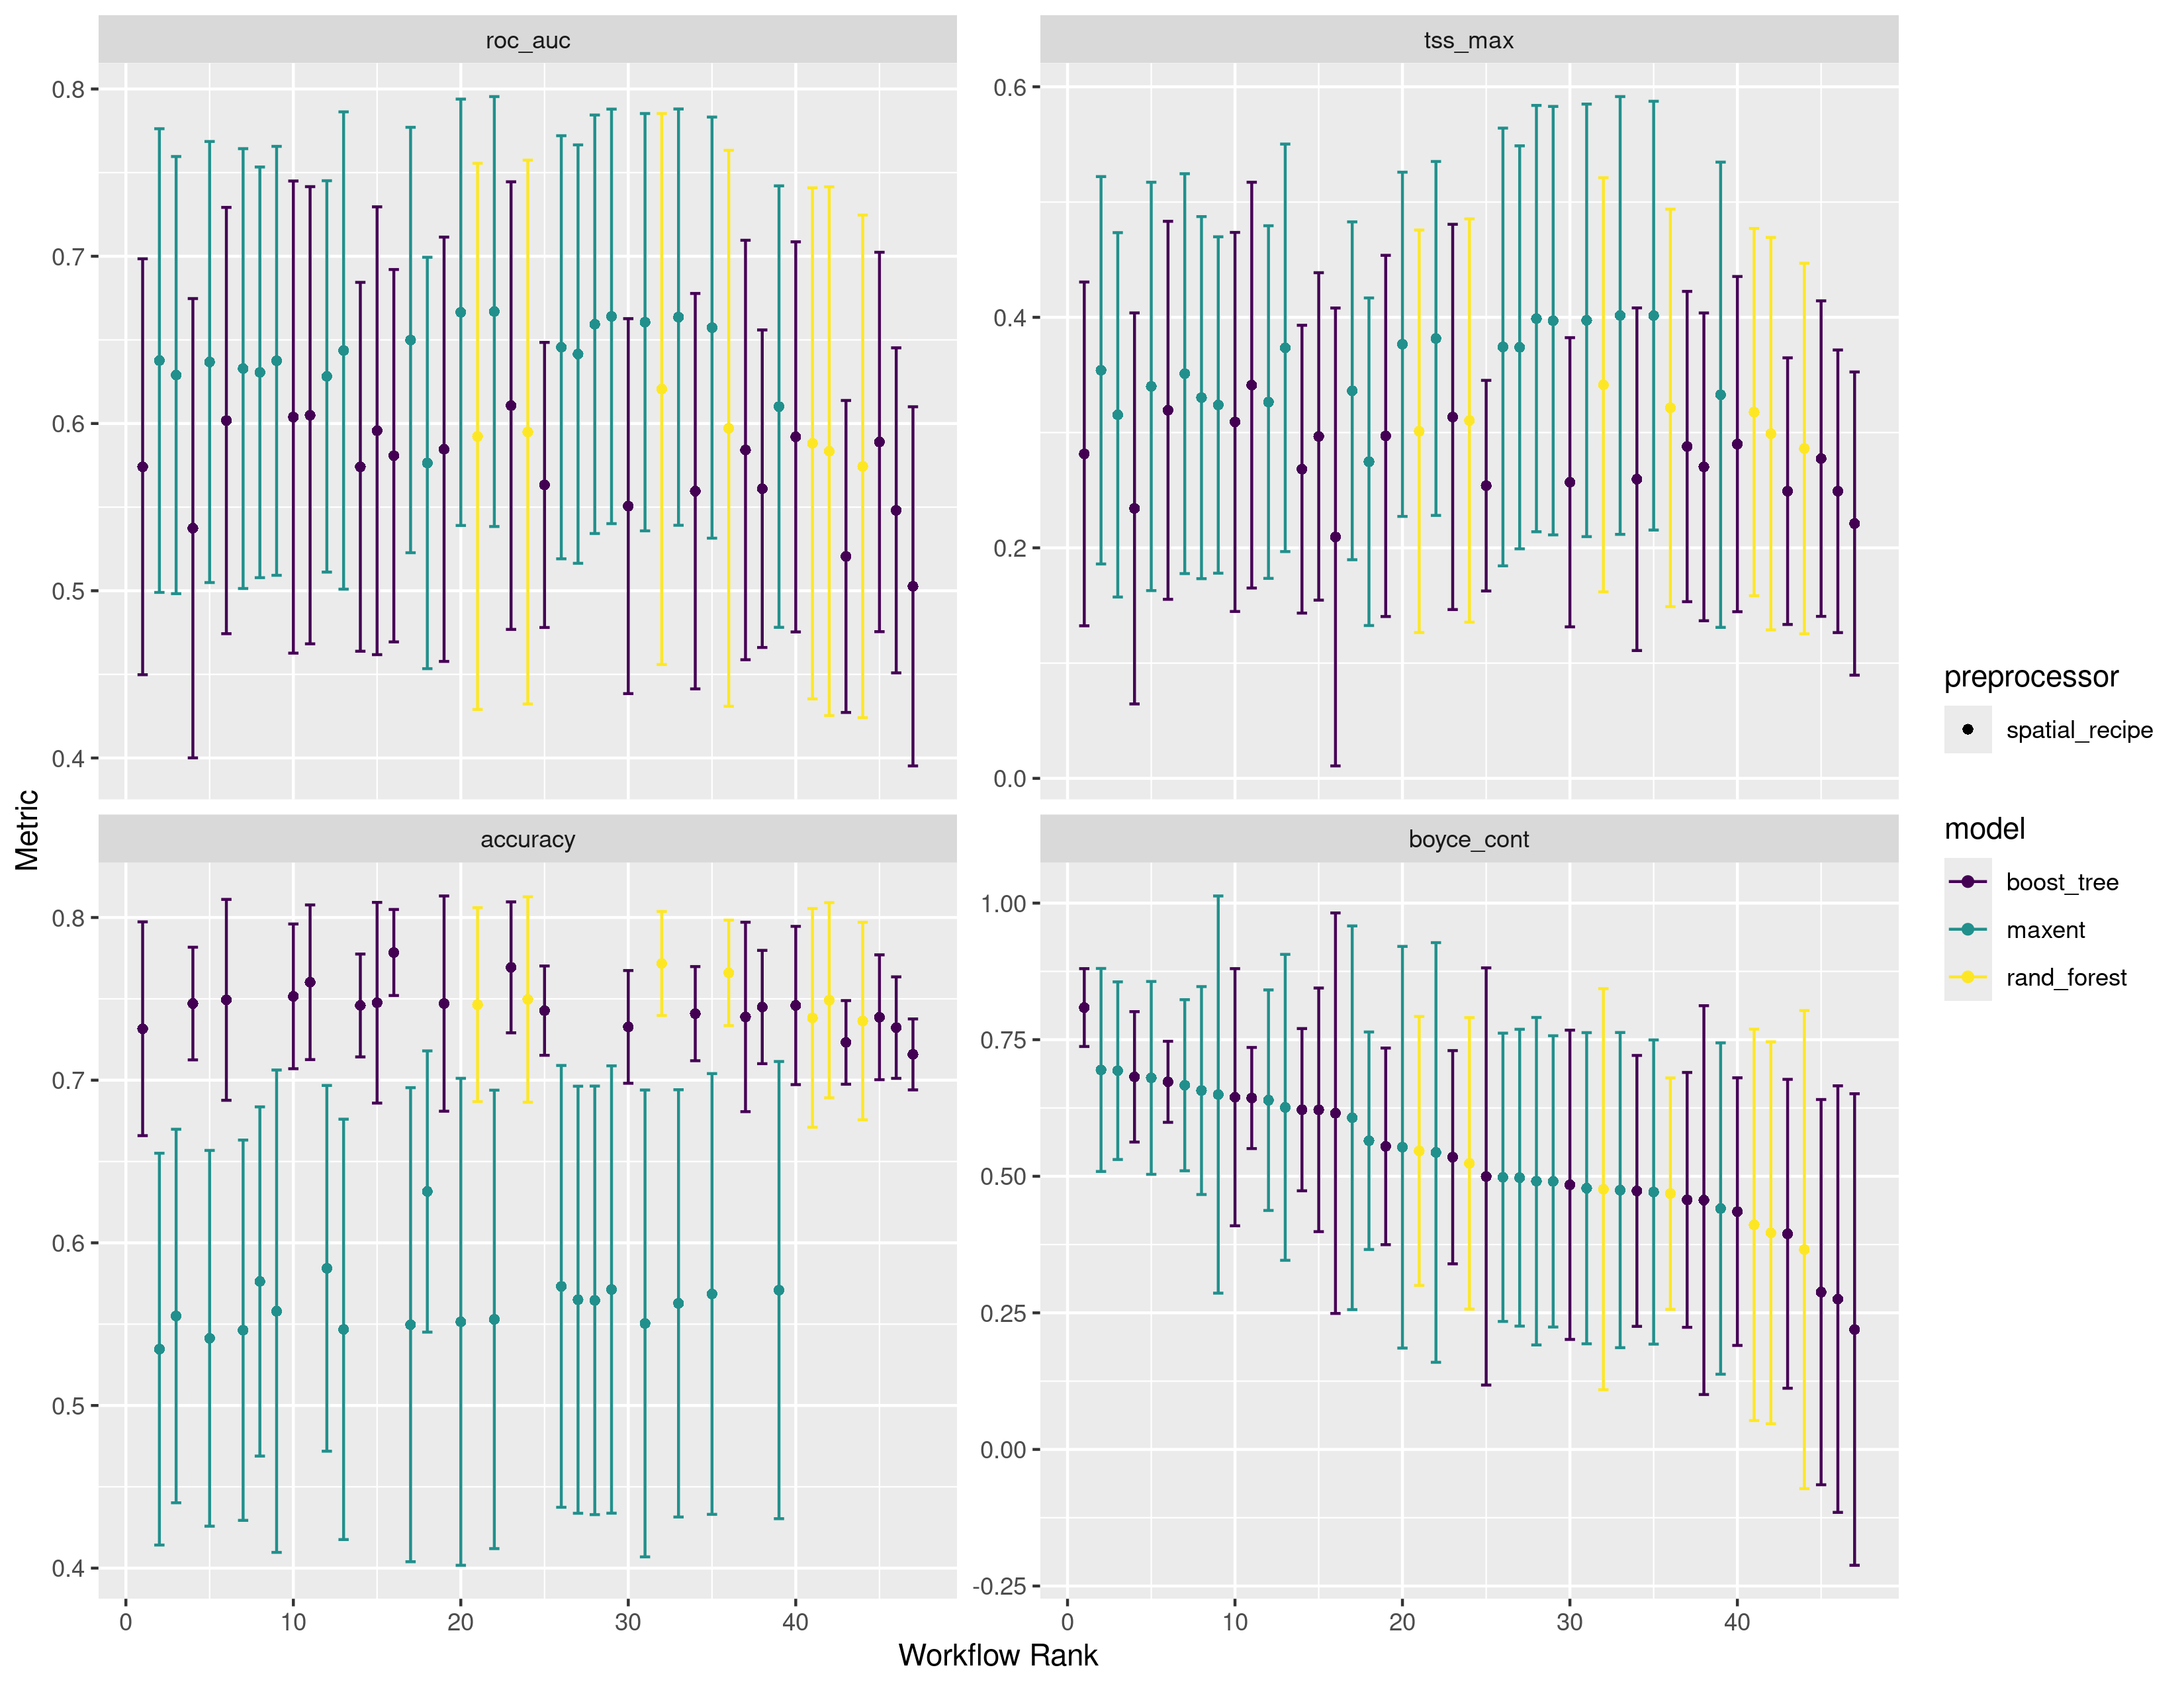 roc_auc
tss_max
0.8
0.7
0.6
0.5
0.4
0.6
0.4
0.2
0.0
accuracy
boyce_cont
0.8
0.7
0.6
0.5
0.4
1.00
0.75
0.50
0.25
0.00
-0.25
0 10 20 30 40
0 10 20 30 40
Workflow Rank
Metric
preprocessor
spatial_recipe
model
boost_tree
maxent
rand_forest